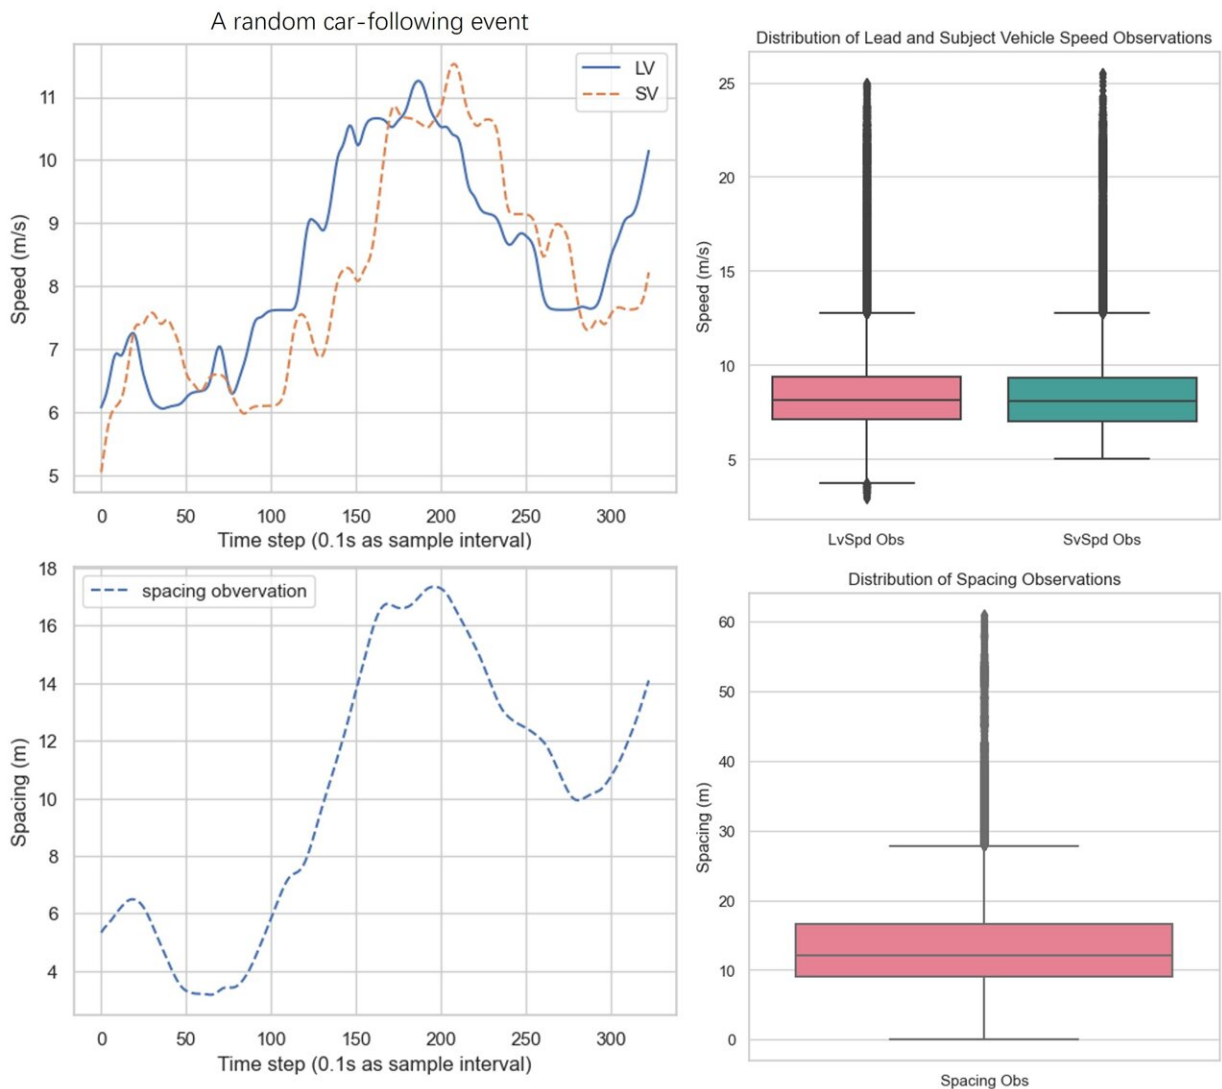 A random car-following event
LV
SV
11
10
9
8
7
6
5
Speed (m/s)
0 50 100 150 200 250 300
Time step (0.1s as sample interval)
Distribution of Lead and Subject Vehicle Speed Observations
25
20
15
10
5
Speed (m/s)
LvSpd Obs SvSpd Obs
spacing obvervation
18
16
14
12
10
8
6
4
Spacing (m)
0 50 100 150 200 250 300
Time step (0.1s as sample interval)
Distribution of Spacing Observations
60
50
40
30
20
10
0
Spacing (m)
Spacing Obs